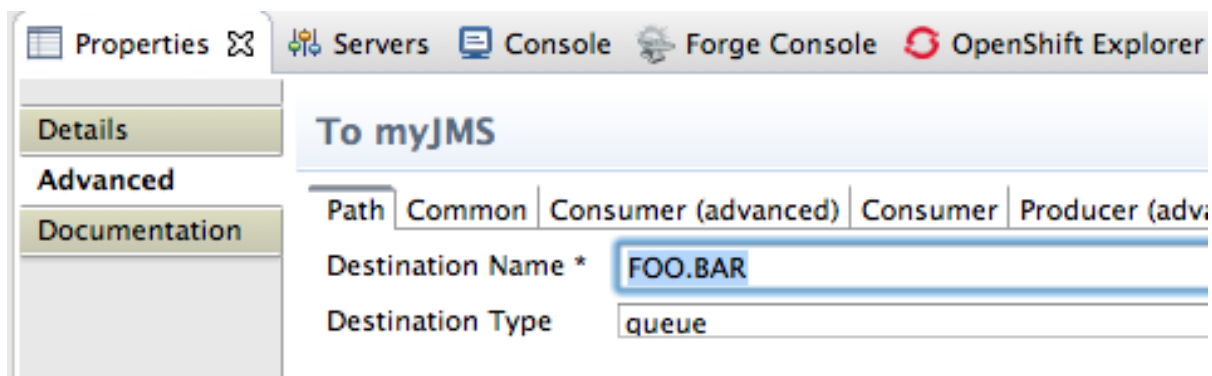 Properties Servers Console Forge Console OpenShift Explorer
Details
Advanced
Documentation
To myJMS
Path Common Consumer (advanced) Consumer Producer
Destination Name * FOO.BAR
Destination Type queue